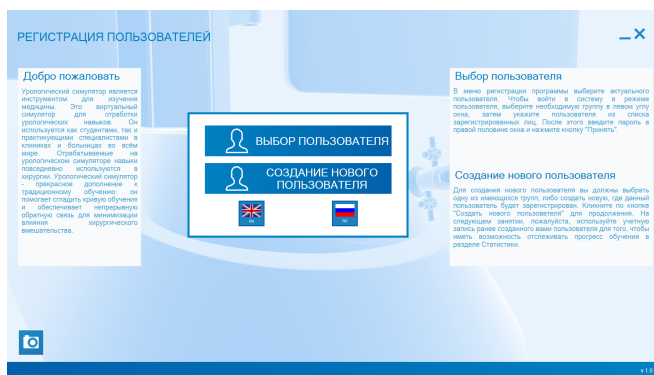 РЕГИСТРАЦИЯ ПОЛЬЗОВАТЕЛЕЙ
Добро пожаловать
Урологический симулятор является
инструментом для изучения
медицины. Это виртуальный
симулятор для отработки
урологических навыков. Он
используется как студентами, так и
практикующими специалистами в
клиниках и больницах во всём
мире. Отрабатываемые на
урологическом симуляторе навыки
повседневно используются в
хирургии. Урологический симулятор
- прекрасное дополнение к
традиционному обучению: он
помогает сгладить кривую обучения
и обеспечивает непрерывную
обратную связь для минимизации
влияния хирургического
вмешательства.
ВЫБОР ПОЛЬЗОВАТЕЛЯ
СОЗДАНИЕ НОВОГО
ПОЛЬЗОВАТЕЛЯ
EN
RU
Выбор пользователя
В меню регистрации программы выберите актуального
пользователя. Чтобы войти в систему в режиме
пользователя, выберите необходимую группу в левом углу
окна, затем укажите пользователя из списка
зарегистрированных лиц. После этого введите пароль в
правой половине окна и нажмите кнопку "Принять".
Создание нового пользователя
Для создания нового пользователя вы должны выбрать
одну из имеющихся групп, либо создать новую, где данный
пользователь будет зарегистрирован. Кликните по кнопке
"Создать нового пользователя" для продолжения. На
следующем занятии, пожалуйста, используйте учетную
запись ранее созданного вами пользователя для того, чтобы
иметь возможность отслеживать прогресс обучения в
разделе Статистики.
v 1.0